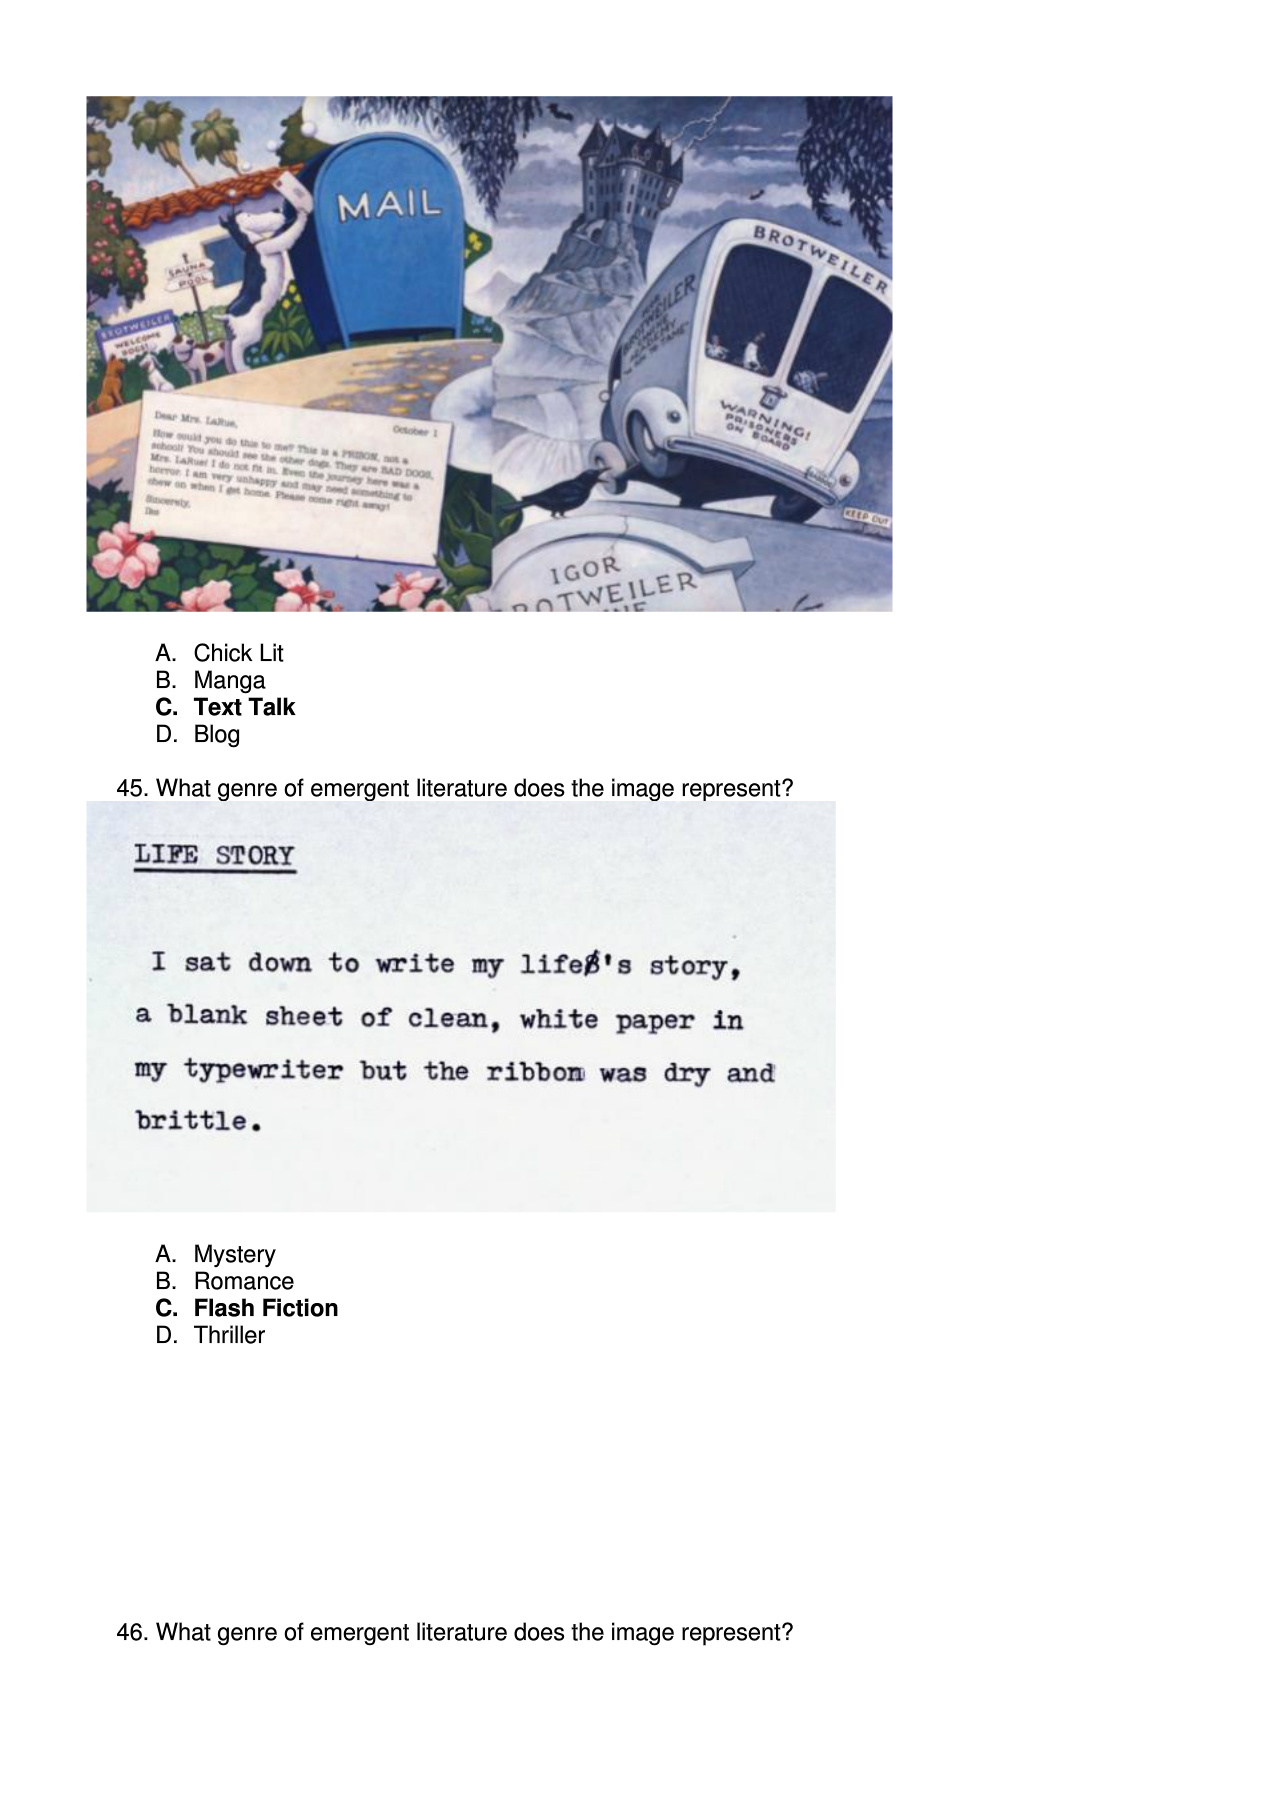 MAIL
SAUNA
POOL
BROTWEILER
WELCOME
DOGS!
Dear Mrs. LaRue,
October 1
How could you do this to me? This is a PRISON, not a
school! You should see the other dogs. They are BAD DOGS,
Mrs. LaRue! I do not fit in. Even the journey here was a
horror. I am very unhappy and may need something to
chew on when I get home. Please come right away!
Sincerely,
Ike
BROTWEILER
BROTWEILER
ACADEMY
WARNING!
PRISONERS
ON BOARD
KEEP OUT
IGOR
BROTWEILER
A. Chick Lit
B. Manga
C. Text Talk
D. Blog
45. What genre of emergent literature does the image represent?
LIFE STORY
I sat down to write my life's story,
a blank sheet of clean, white paper in
my typewriter but the ribbon was dry and
brittle.
A. Mystery
B. Romance
C. Flash Fiction
D. Thriller
46. What genre of emergent literature does the image represent?